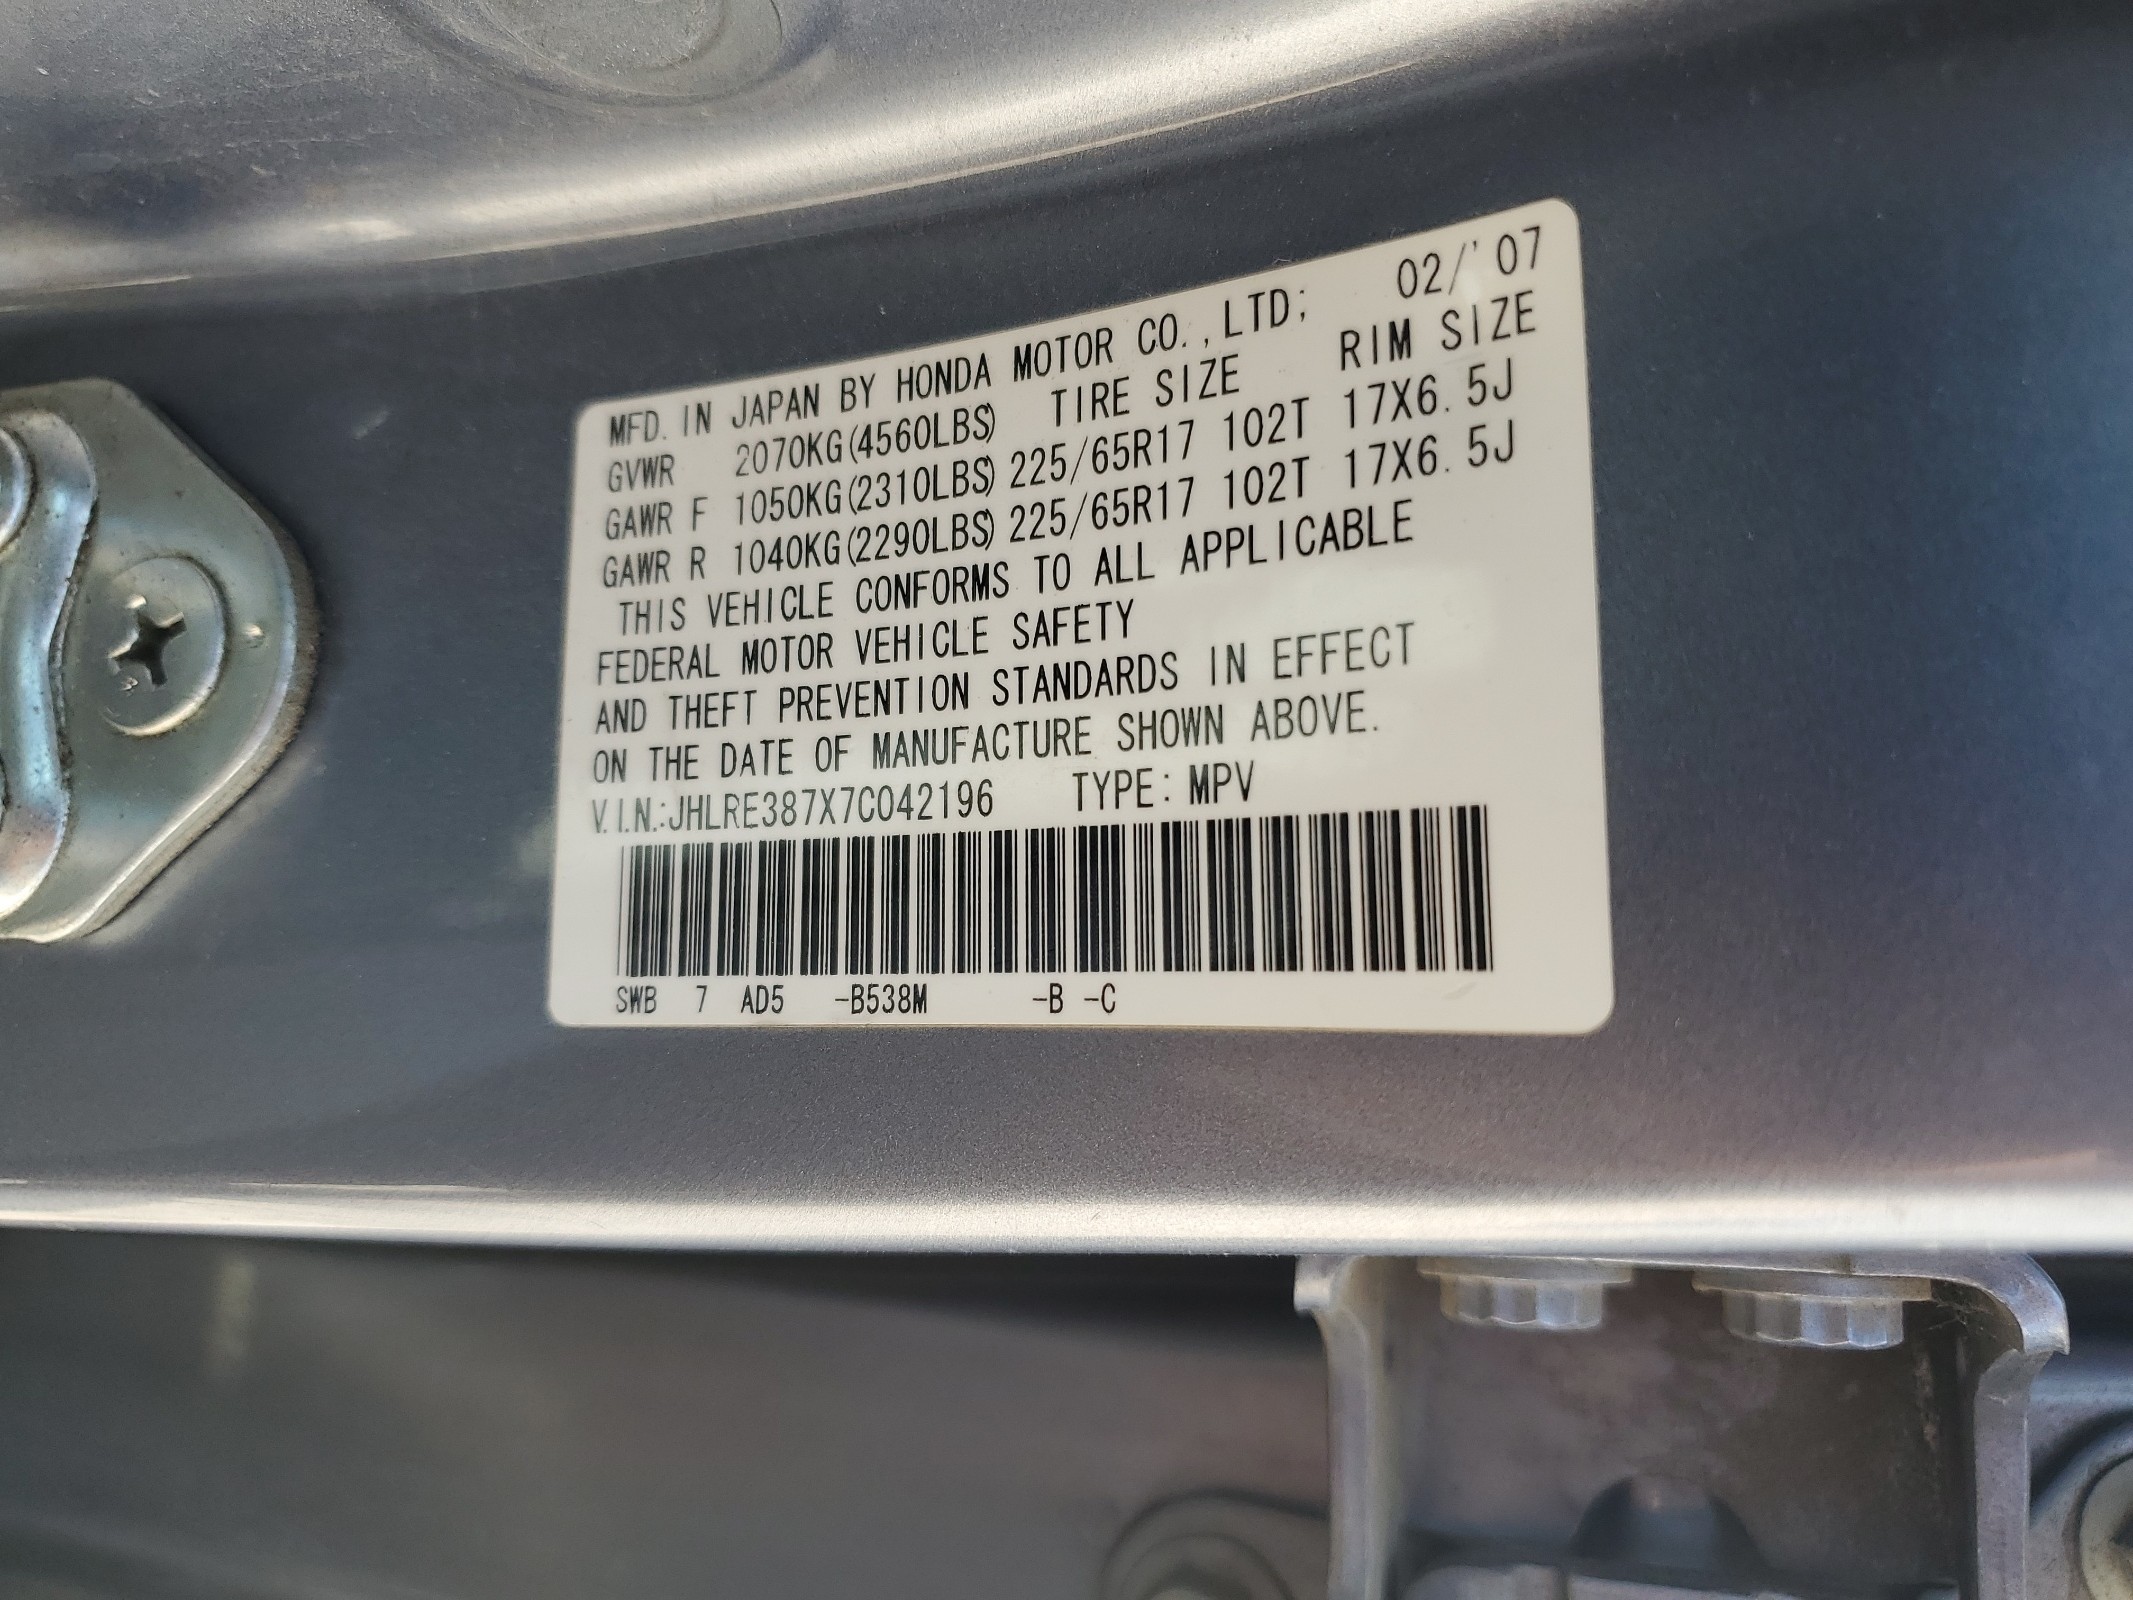 MFD. IN JAPAN BY HONDA MOTOR CO.,LTD; 02/'07
GVWR 2070KG(4560LBS) TIRE SIZE RIM SIZE
GAWR F 1050KG(2310LBS) 225/65R17 102T 17X6.5J
GAWR R 1040KG(2290LBS) 225/65R17 102T 17X6.5J
THIS VEHICLE CONFORMS TO ALL APPLICABLE
FEDERAL MOTOR VEHICLE SAFETY
AND THEFT PREVENTION STANDARDS IN EFFECT
ON THE DATE OF MANUFACTURE SHOWN ABOVE.
V.I.N.:JHLRE387X7C042196 TYPE:MPV
SWB 7 AD5 -B538M -B -C